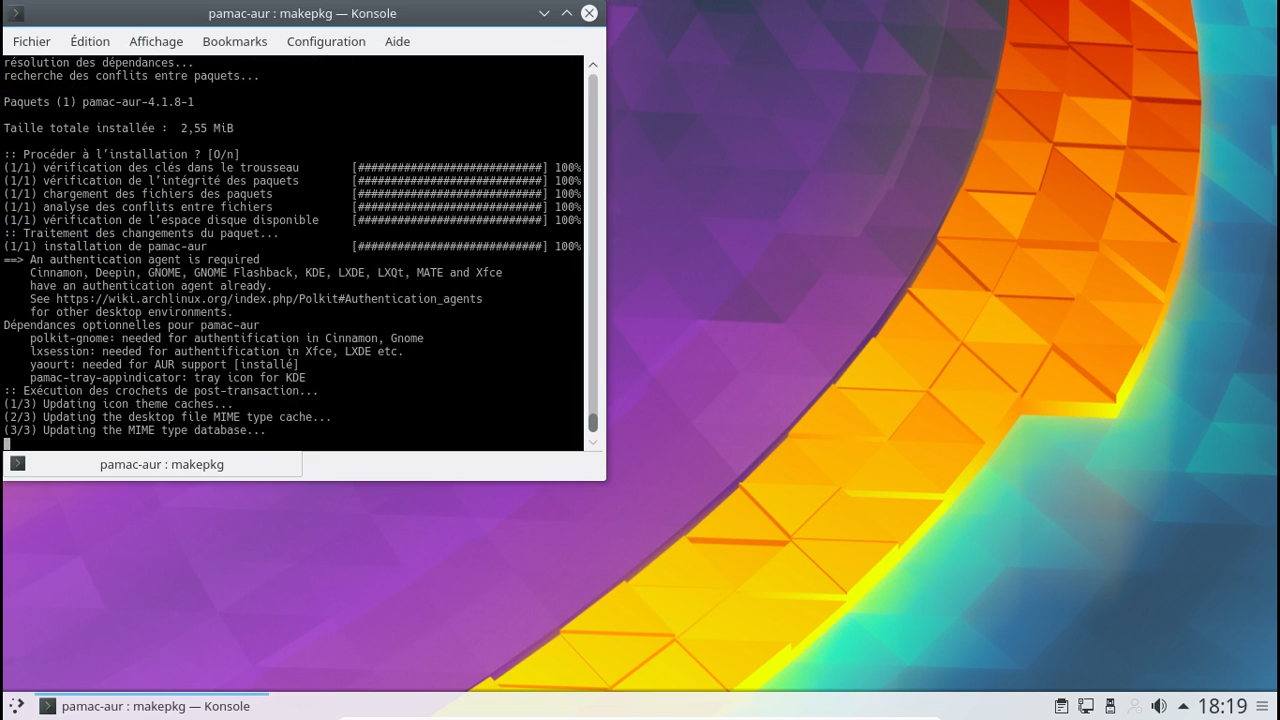 pamac-aur : makepkg — Konsole
Fichier Édition Affichage Bookmarks Configuration Aide
résolution des dépendances...
recherche des conflits entre paquets...
Paquets (1) pamac-aur-4.1.8-1
Taille totale installée :  2,55 MiB
:: Procéder à l’installation ? [O/n]
(1/1) vérification des clés dans le trousseau [############################] 100%
(1/1) vérification de l’intégrité des paquets [############################] 100%
(1/1) chargement des fichiers des paquets [############################] 100%
(1/1) analyse des conflits entre fichiers [############################] 100%
(1/1) vérification de l’espace disque disponible [############################] 100%
:: Traitement des changements du paquet...
(1/1) installation de pamac-aur [############################] 100%
==> An authentication agent is required
Cinnamon, Deepin, GNOME, GNOME Flashback, KDE, LXDE, LXQt, MATE and Xfce
have an authentication agent already.
See https://wiki.archlinux.org/index.php/Polkit#Authentication_agents
for other desktop environments.
Dépendances optionnelles pour pamac-aur
polkit-gnome: needed for authentification in Cinnamon, Gnome
lxsession: needed for authentification in Xfce, LXDE etc.
yaourt: needed for AUR support [installé]
pamac-tray-appindicator: tray icon for KDE
:: Exécution des crochets de post-transaction...
(1/3) Updating icon theme caches...
(2/3) Updating the desktop file MIME type cache...
(3/3) Updating the MIME type database...
pamac-aur : makepkg
pamac-aur : makepkg — Konsole
18:19